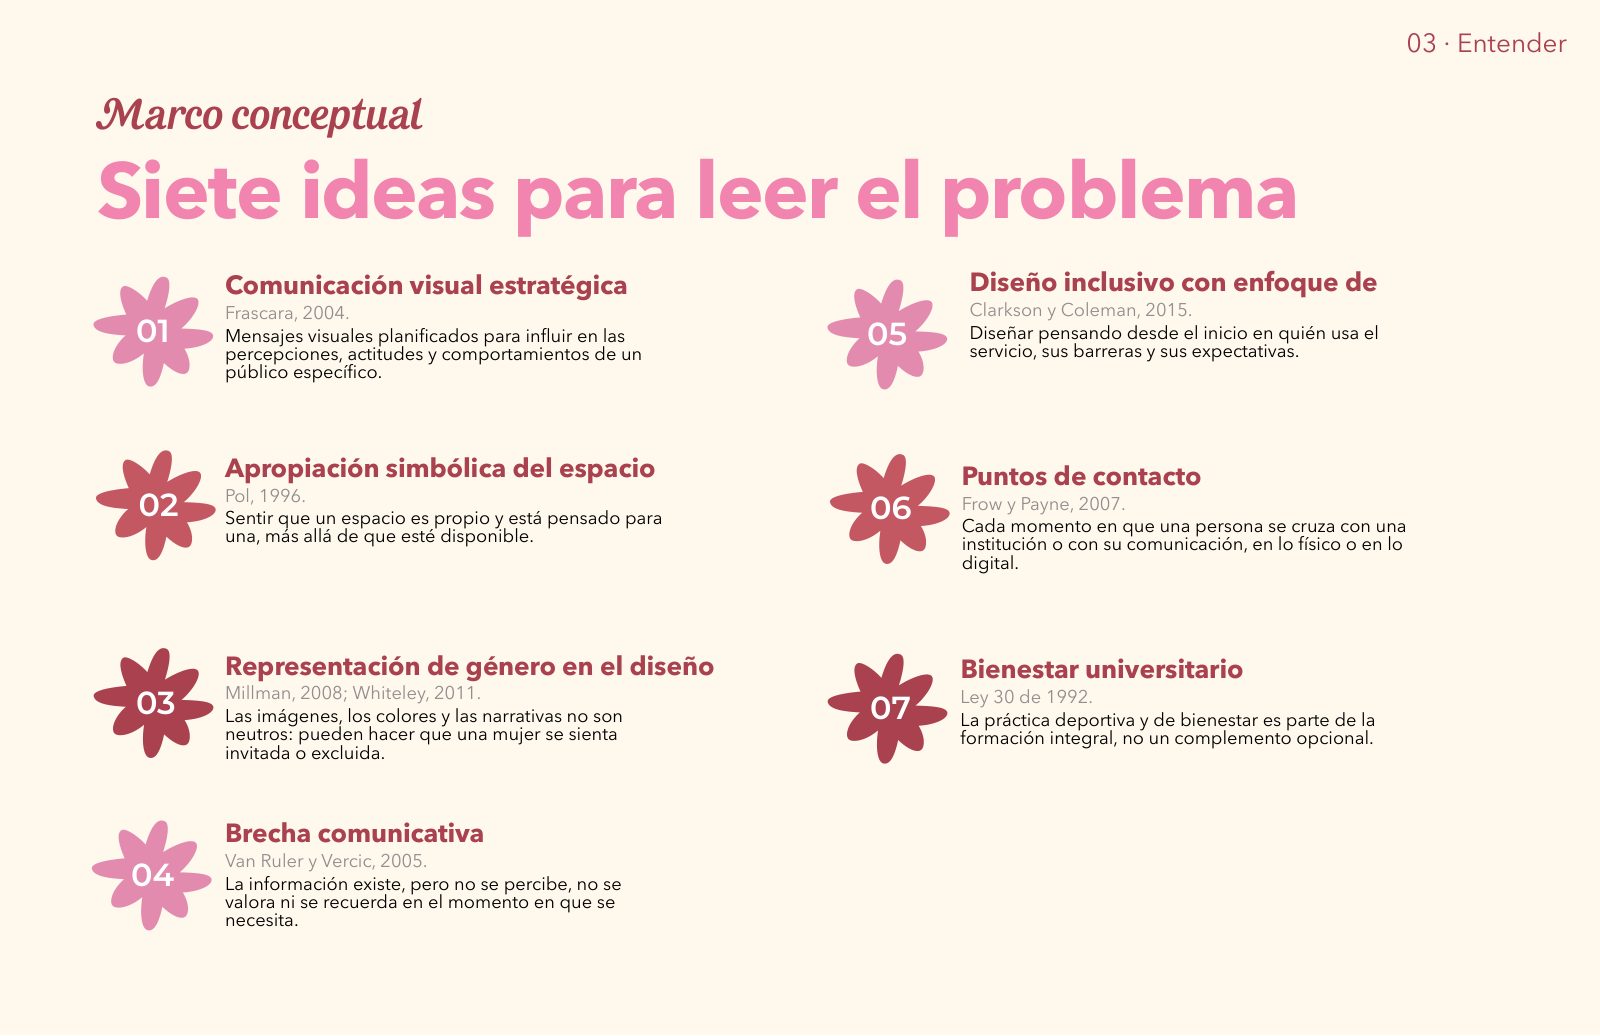 03 · Entender
Marco conceptual
Siete ideas para leer el problema
01
Comunicación visual estratégica
Frascara, 2004.
Mensajes visuales planificados para influir en las
percepciones, actitudes y comportamientos de un
público específico.
02
Apropiación simbólica del espacio
Pol, 1996.
Sentir que un espacio es propio y está pensado para
una, más allá de que esté disponible.
03
Representación de género en el diseño
Millman, 2008; Whiteley, 2011.
Las imágenes, los colores y las narrativas no son
neutros: pueden hacer que una mujer se sienta
invitada o excluida.
04
Brecha comunicativa
Van Ruler y Vercic, 2005.
La información existe, pero no se percibe, no se
valora ni se recuerda en el momento en que se
necesita.
05
Diseño inclusivo con enfoque de
Clarkson y Coleman, 2015.
Diseñar pensando desde el inicio en quién usa el
servicio, sus barreras y sus expectativas.
06
Puntos de contacto
Frow y Payne, 2007.
Cada momento en que una persona se cruza con una
institución o con su comunicación, en lo físico o en lo
digital.
07
Bienestar universitario
Ley 30 de 1992.
La práctica deportiva y de bienestar es parte de la
formación integral, no un complemento opcional.